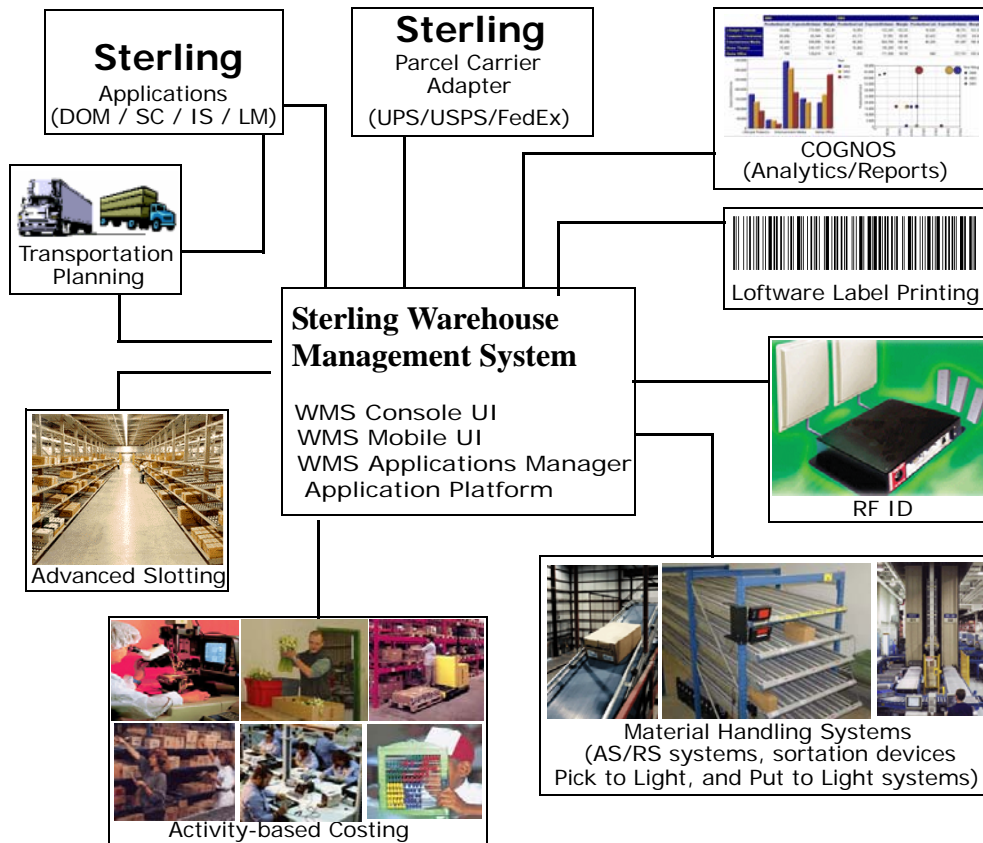 Sterling
Applications
(DOM / SC / IS / LM)
Sterling
Parcel Carrier
Adapter
(UPS/USPS/FedEx)
COGNOS
(Analytics/Reports)
Transportation
Planning
Loftware Label Printing
Sterling Warehouse
Management System
WMS Console UI
WMS Mobile UI
WMS Applications Manager
Application Platform
RF ID
Advanced Slotting
Material Handling Systems
(AS/RS systems, sortation devices
Pick to Light, and Put to Light systems)
Activity-based Costing